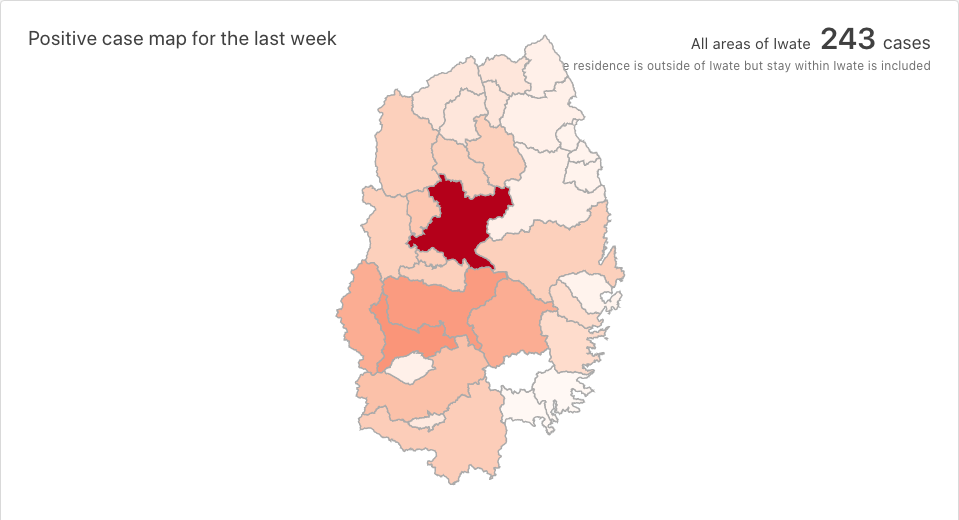 Positive case map for the last week
All areas of Iwate 243 cases
residence is outside of Iwate but stay within Iwate is included